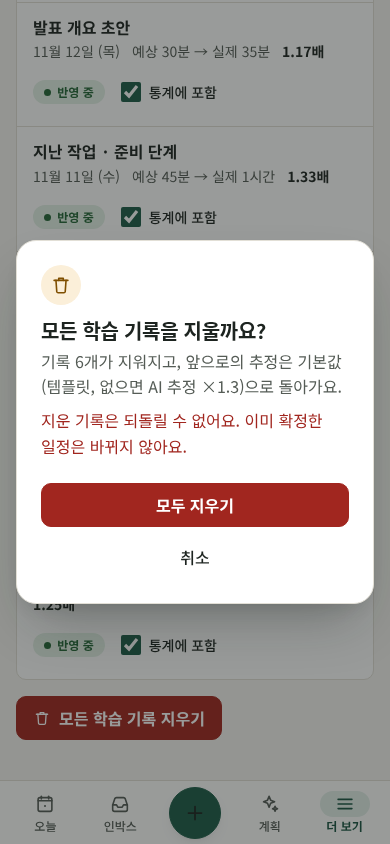 발표 개요 초안
11월 12일 (목) 예상 30분 → 실제 35분 1.17배
반영 중 통계에 포함
지난 작업 · 준비 단계
11월 11일 (수) 예상 45분 → 실제 1시간 1.33배
반영 중 통계에 포함
모든 학습 기록을 지울까요?
기록 6개가 지워지고, 앞으로의 추정은 기본값
(템플릿, 없으면 AI 추정 ×1.3)으로 돌아가요.
지운 기록은 되돌릴 수 없어요. 이미 확정한
일정은 바뀌지 않아요.
모두 지우기
취소
1.25배
반영 중 통계에 포함
모든 학습 기록 지우기
오늘 인박스 계획 더 보기